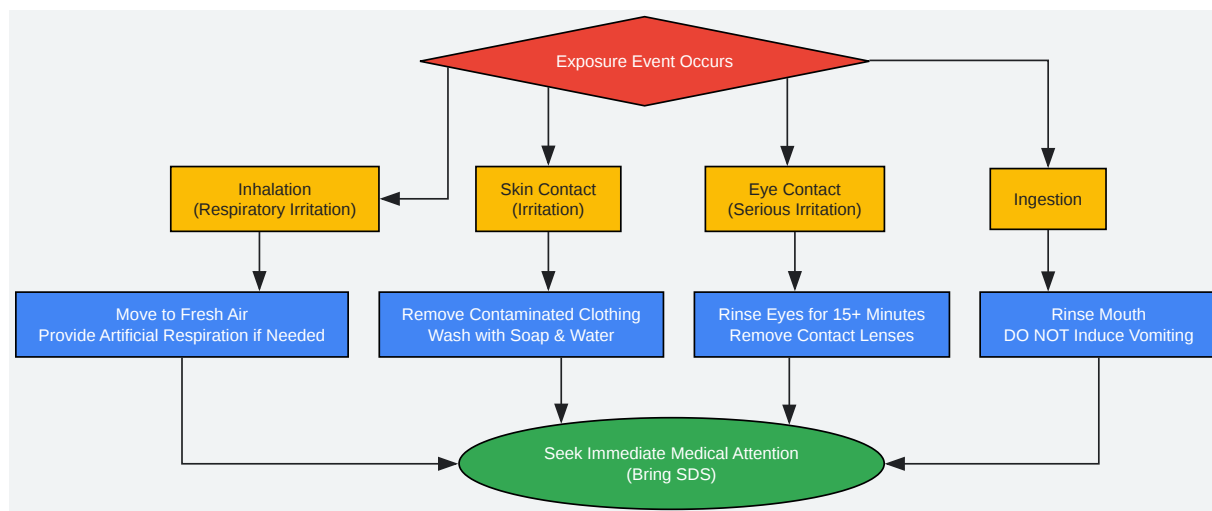 Exposure Event Occurs
Inhalation
(Respiratory Irritation)
Skin Contact
(Irritation)
Eye Contact
(Serious Irritation)
Ingestion
Move to Fresh Air
Provide Artificial Respiration if Needed
Remove Contaminated Clothing
Wash with Soap & Water
Rinse Eyes for 15+ Minutes
Remove Contact Lenses
Rinse Mouth
DO NOT Induce Vomiting
Seek Immediate Medical Attention
(Bring SDS)